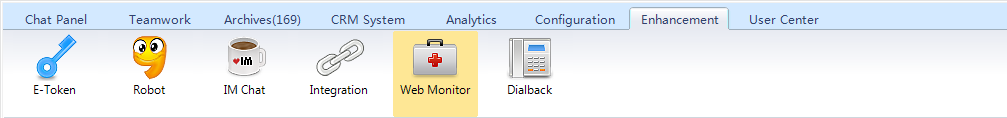 Chat Panel Teamwork Archives(169) CRM System Analytics Configuration Enhancement User Center
IM
E-Token Robot IM Chat Integration Web Monitor Dialback